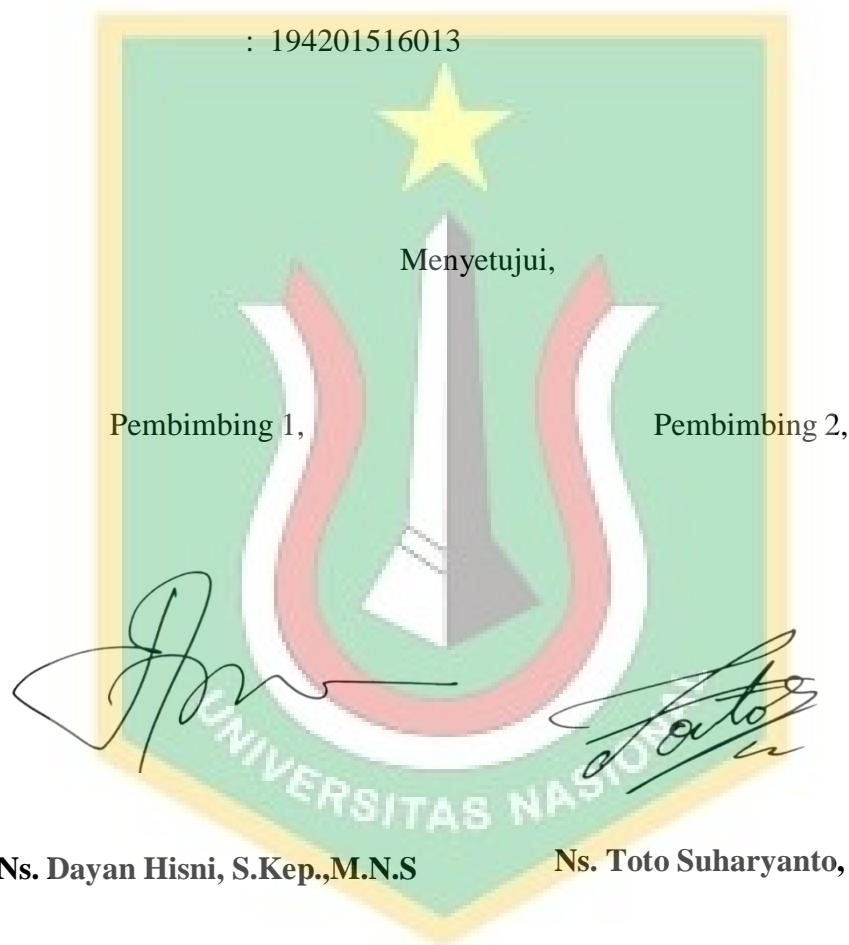 : 194201516013
Menyetujui,
Pembimbing 1, Pembimbing 2,
UNIVERSITAS NASIONAL
Ns. Dayan Hisni, S.Kep.,M.N.S Ns. Toto Suharyanto,